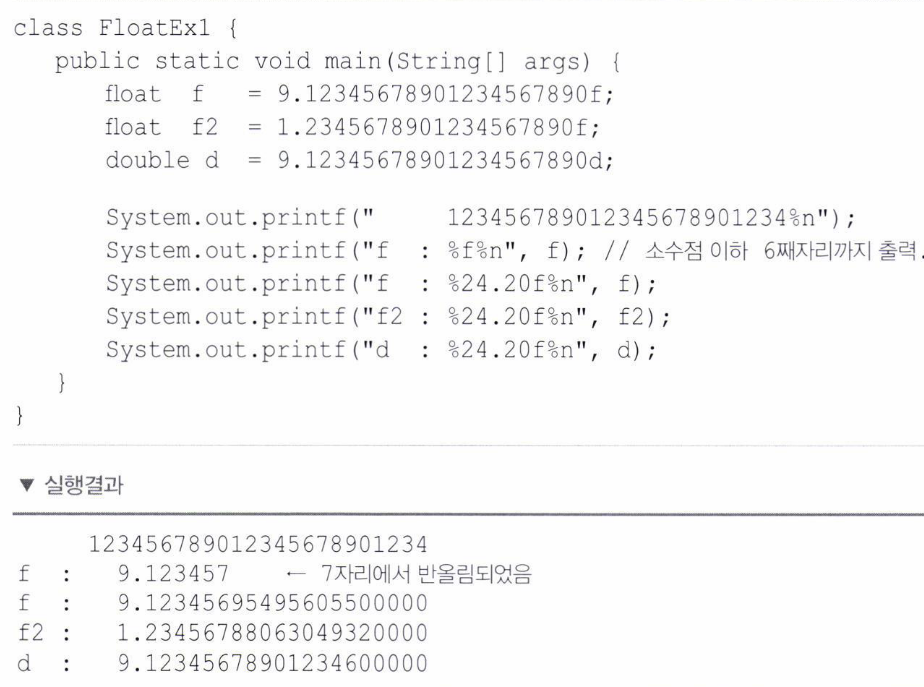 class FloatEx1 {
public static void main(String[] args) {
float f = 9.12345678901234567890f;
float f2 = 1.2345678901234567890f;
double d = 9.12345678901234567890d;
System.out.printf("     123456789012345678901234%n");
System.out.printf("f  : %f%n", f); // 소수점 이하 6째자리까지 출력.
System.out.printf("f  : %24.20f%n", f);
System.out.printf("f2 : %24.20f%n", f2);
System.out.printf("d  : %24.20f%n", d);
}
}
▼ 실행결과
123456789012345678901234
f : 9.123457 ← 7자리에서 반올림되었음
f : 9.12345695495605500000
f2 : 1.23456788063049320000
d : 9.12345678901234600000